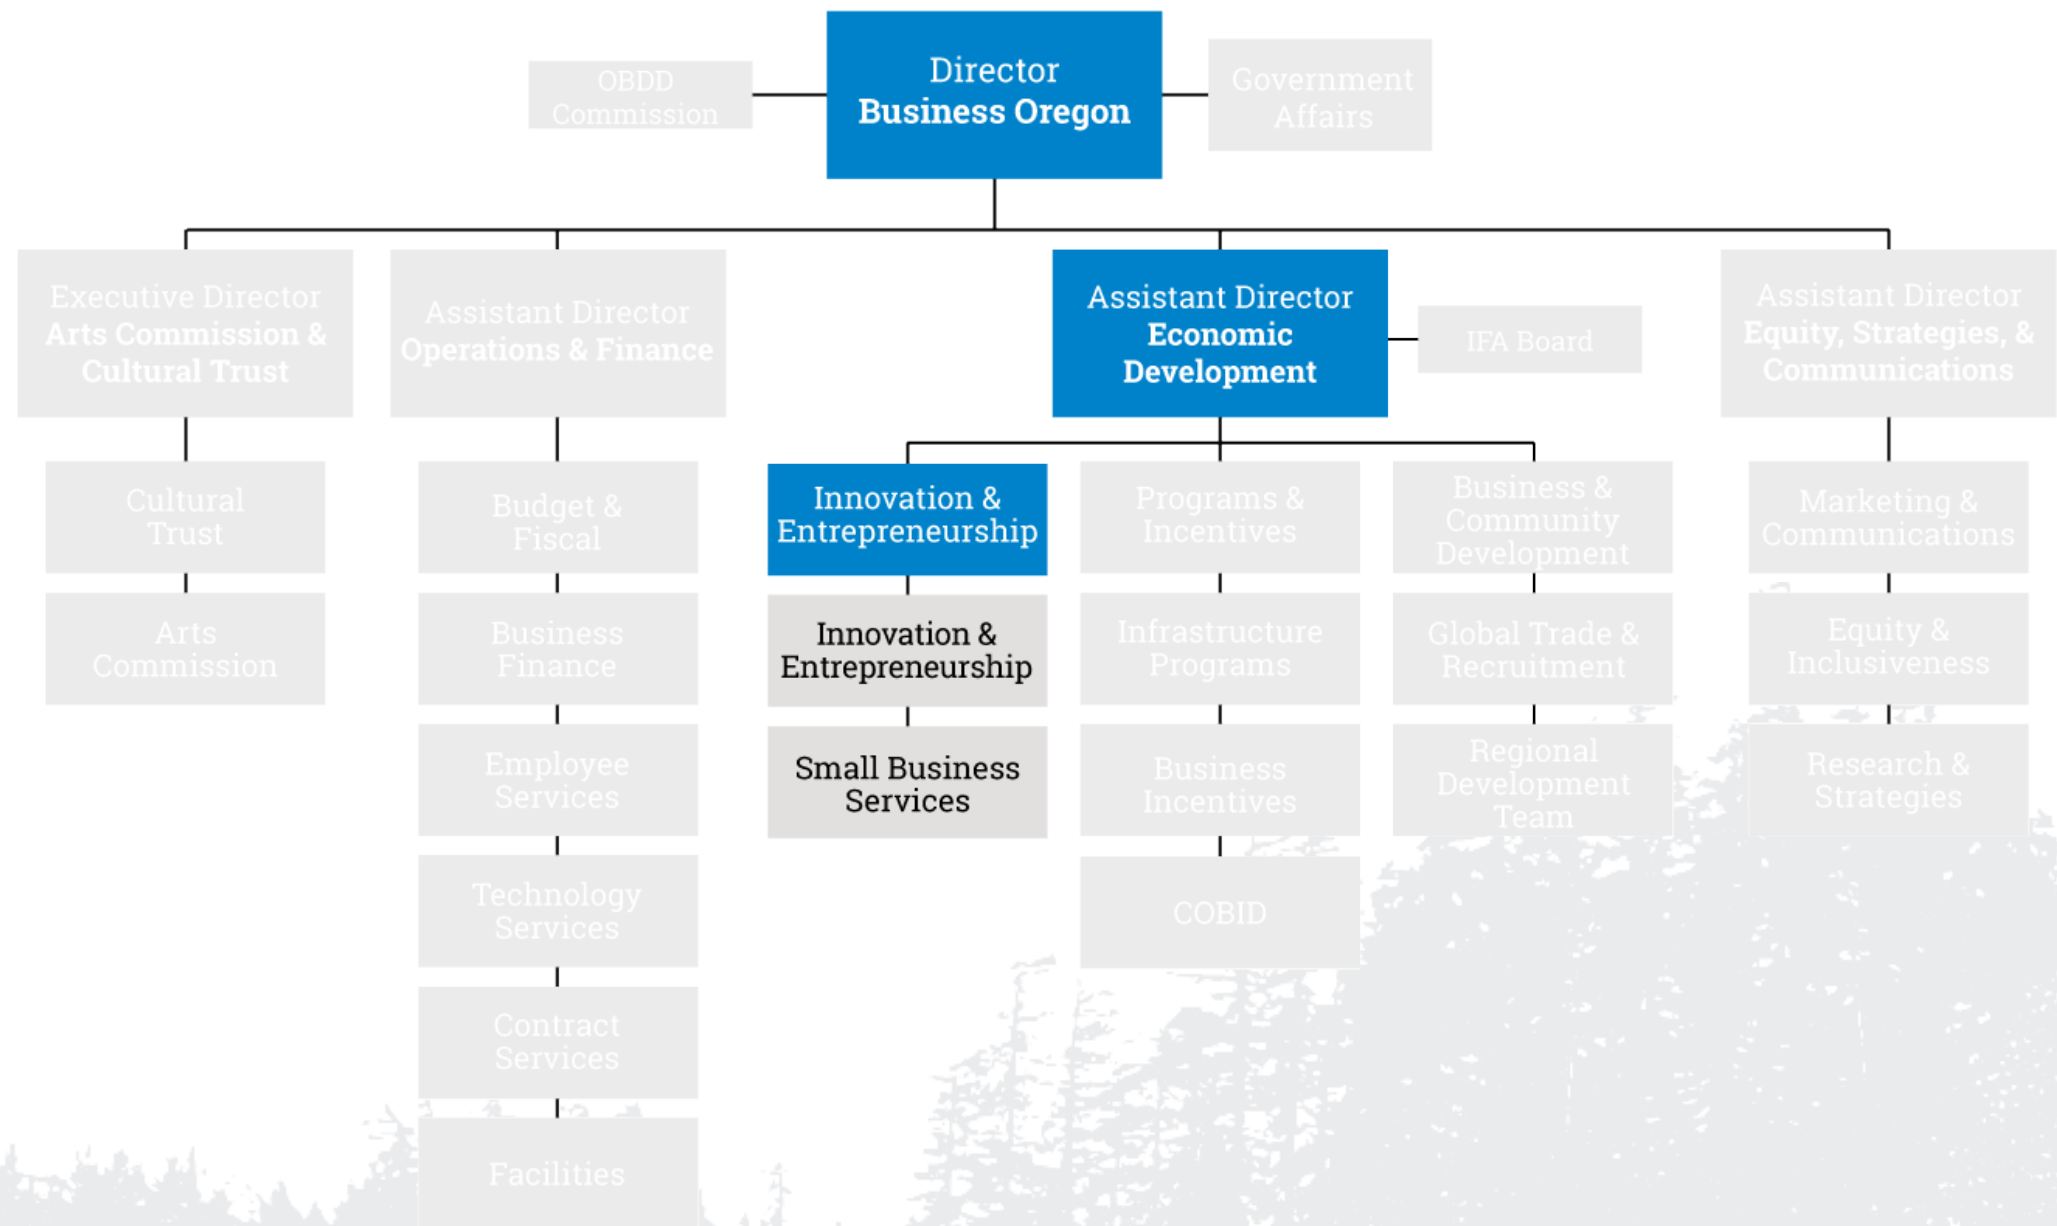 OBDD
Commission
Director
Business Oregon
Government
Affairs
Executive Director
Arts Commission &
Cultural Trust
Assistant Director
Operations & Finance
Assistant Director
Economic
Development
IFA Board
Assistant Director
Equity, Strategies, &
Communications
Cultural
Trust
Arts
Commission
Budget &
Fiscal
Business
Finance
Employee
Services
Technology
Services
Contract
Services
Facilities
Innovation &
Entrepreneurship
Innovation &
Entrepreneurship
Small Business
Services
Programs &
Incentives
Infrastructure
Programs
Business
Incentives
COBID
Business &
Community
Development
Global Trade &
Recruitment
Regional
Development
Team
Marketing &
Communications
Equity &
Inclusiveness
Research &
Strategies